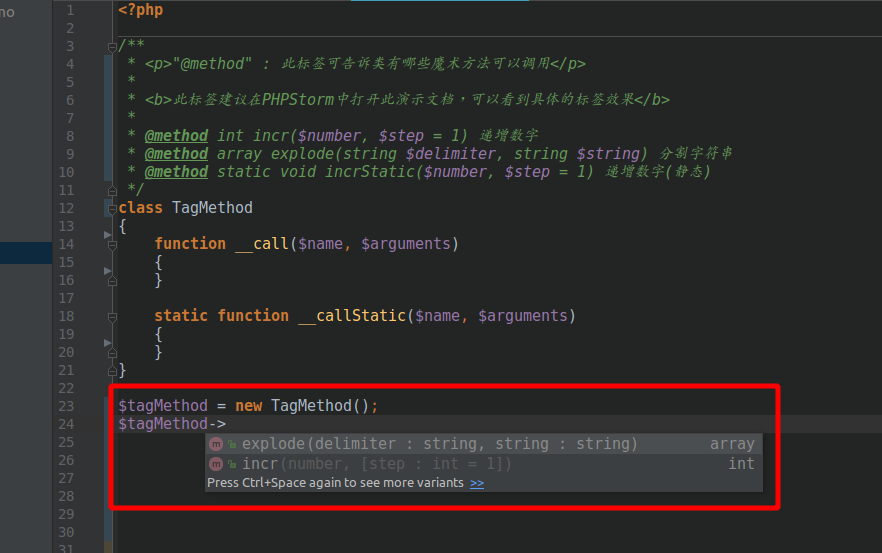 no
1 <?php
2
3 /**
4  * <p>"@method" : 此标签可告诉类有哪些魔术方法可以调用</p>
5  *
6  * <b>此标签建议在PHPStorm中打开此演示文档，可以看到具体的标签效果</b>
7  *
8  * @method int incr($number, $step = 1) 递增数字
9  * @method array explode(string $delimiter, string $string) 分割字符串
10  * @method static void incrStatic($number, $step = 1) 递增数字(静态)
11  */
12 class TagMethod
13 {
14     function __call($name, $arguments)
15     {
16     }
17
18     static function __callStatic($name, $arguments)
19     {
20     }
21 }
22
23 $tagMethod = new TagMethod();
24 $tagMethod->
25 m explode(delimiter : string, string : string) array
26 m incr(number, [step : int = 1]) int
27 Press Ctrl+Space again to see more variants >>
28
29
30
31